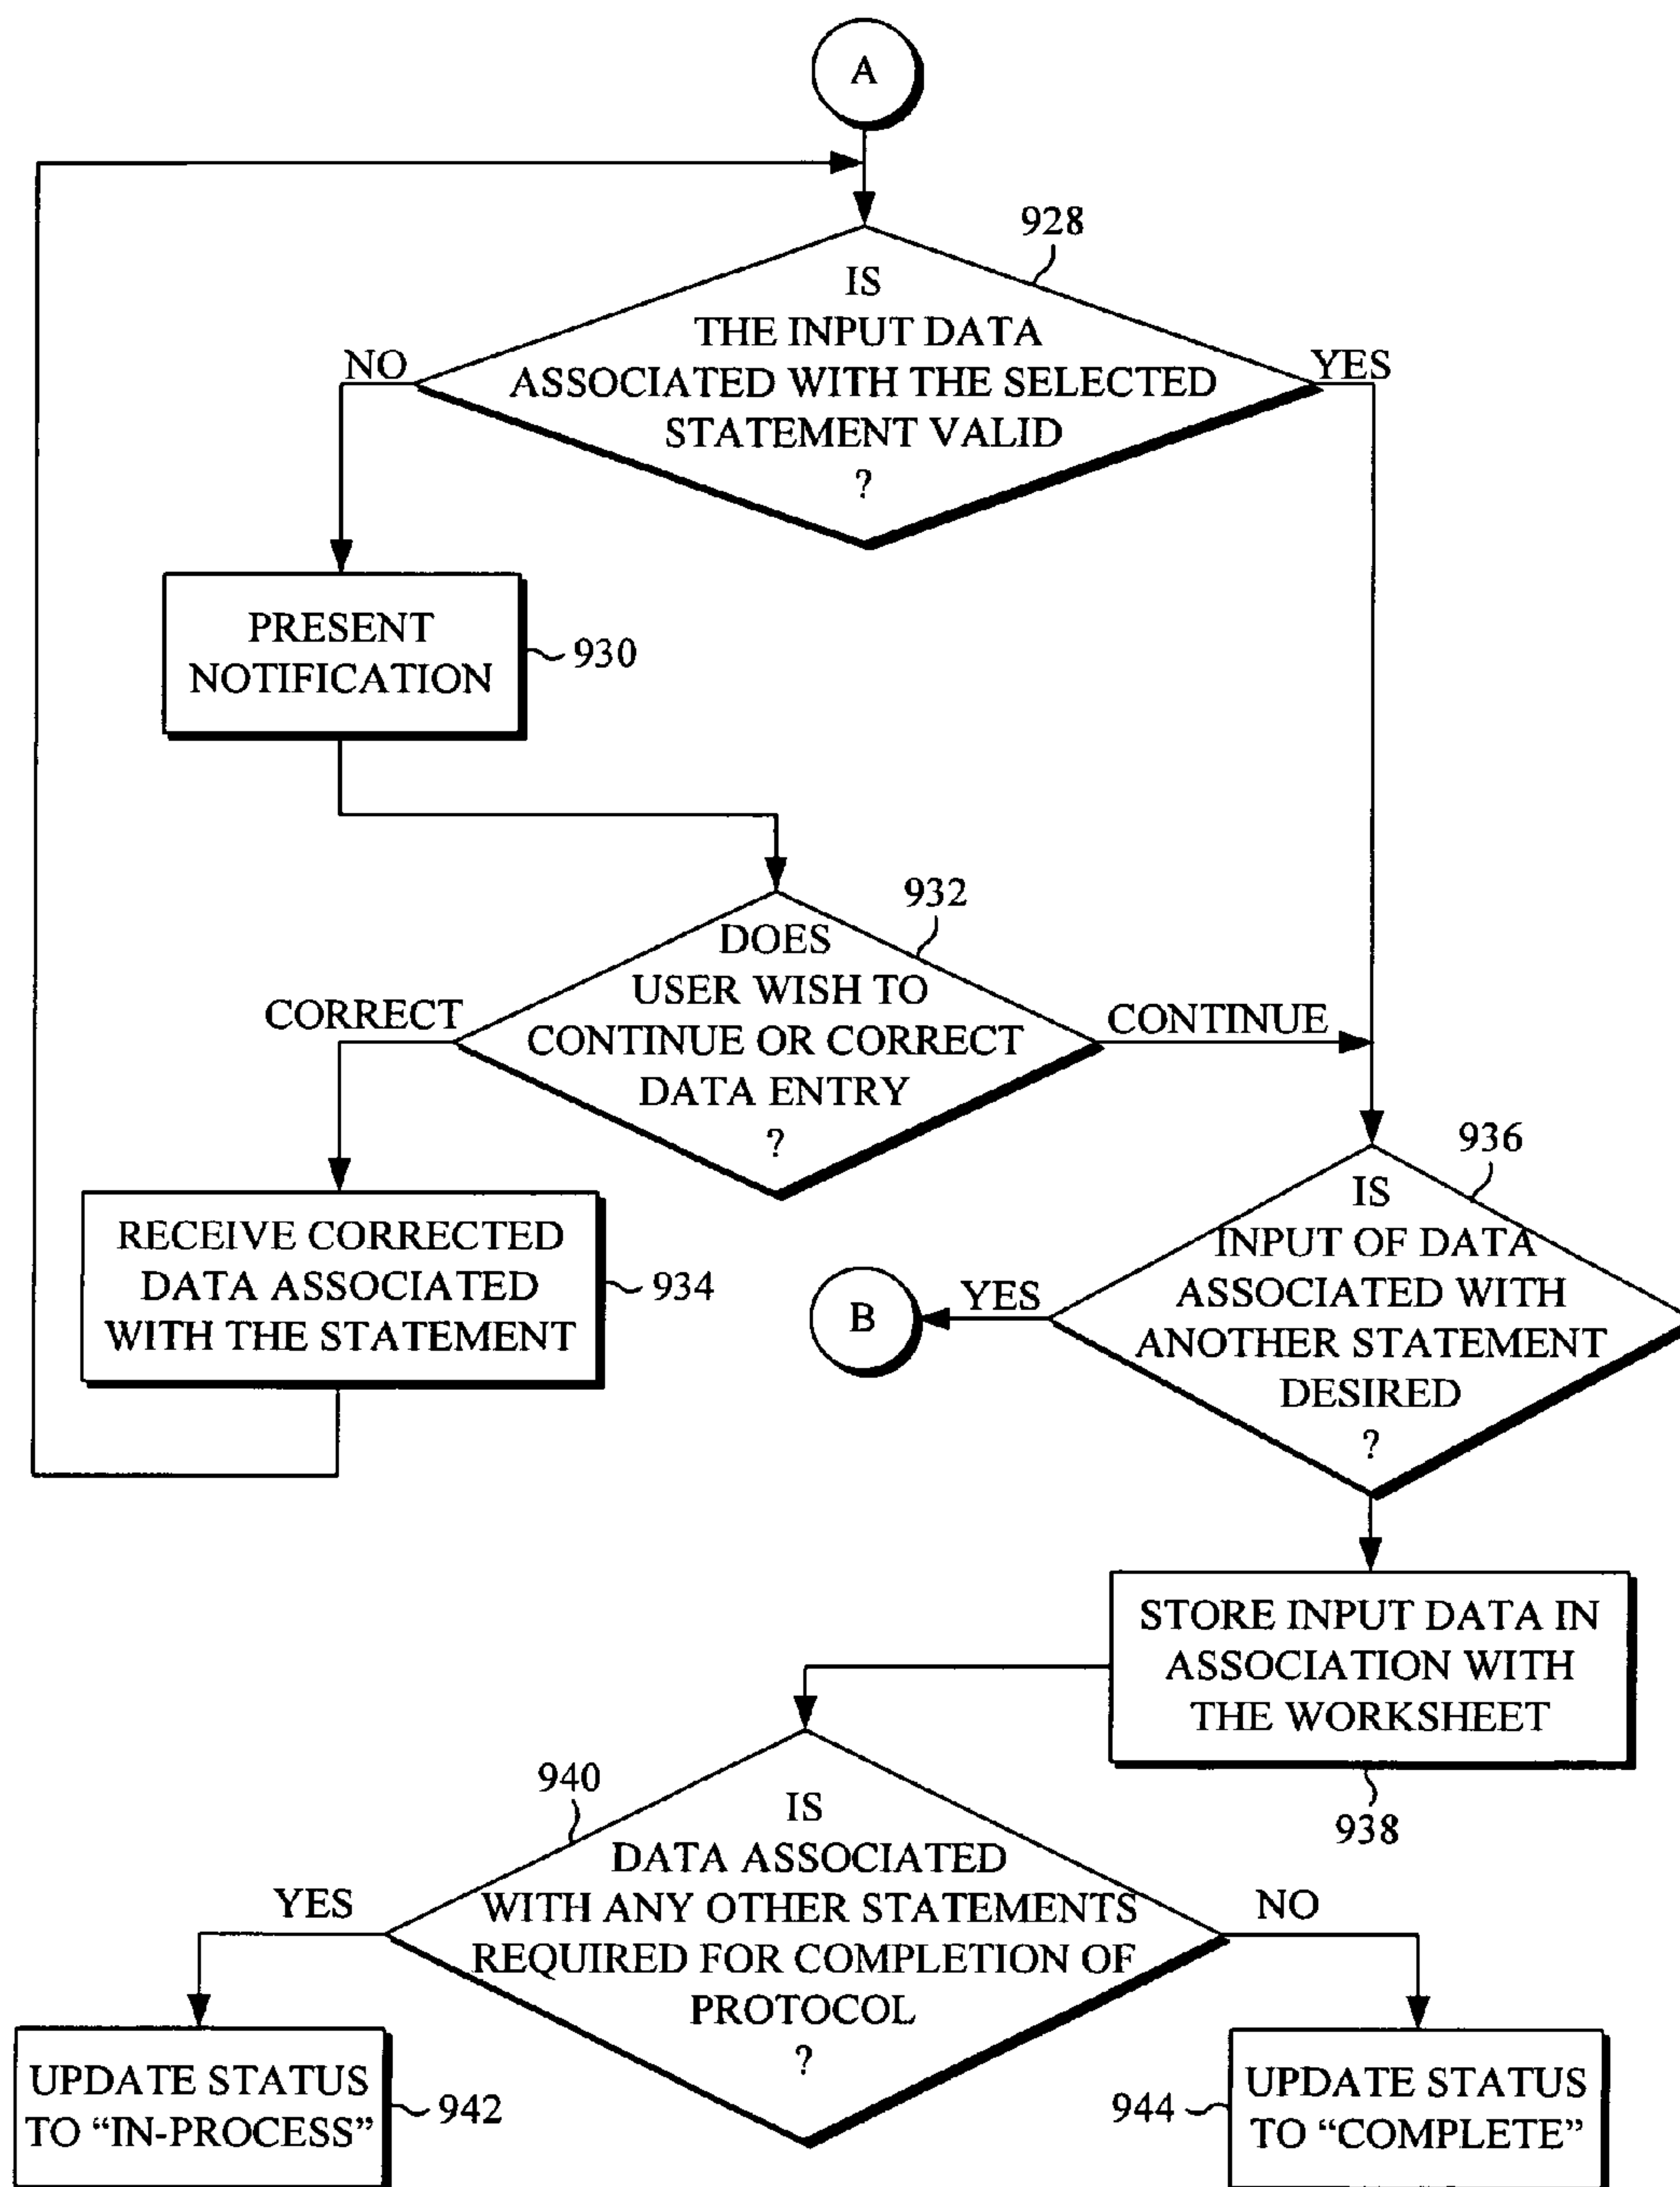 A
928
IS
THE INPUT DATA
ASSOCIATED WITH THE SELECTED
STATEMENT VALID
?
NO
YES
PRESENT
NOTIFICATION
930
932
DOES
USER WISH TO
CONTINUE OR CORRECT
DATA ENTRY
?
CORRECT
CONTINUE
RECEIVE CORRECTED
DATA ASSOCIATED
WITH THE STATEMENT
934
936
IS
INPUT OF DATA
ASSOCIATED WITH
ANOTHER STATEMENT
DESIRED
?
YES
B
STORE INPUT DATA IN
ASSOCIATION WITH
THE WORKSHEET
938
940
IS
DATA ASSOCIATED
WITH ANY OTHER STATEMENTS
REQUIRED FOR COMPLETION OF
PROTOCOL
?
YES
NO
UPDATE STATUS
TO “IN-PROCESS”
942
944
UPDATE STATUS
TO “COMPLETE”